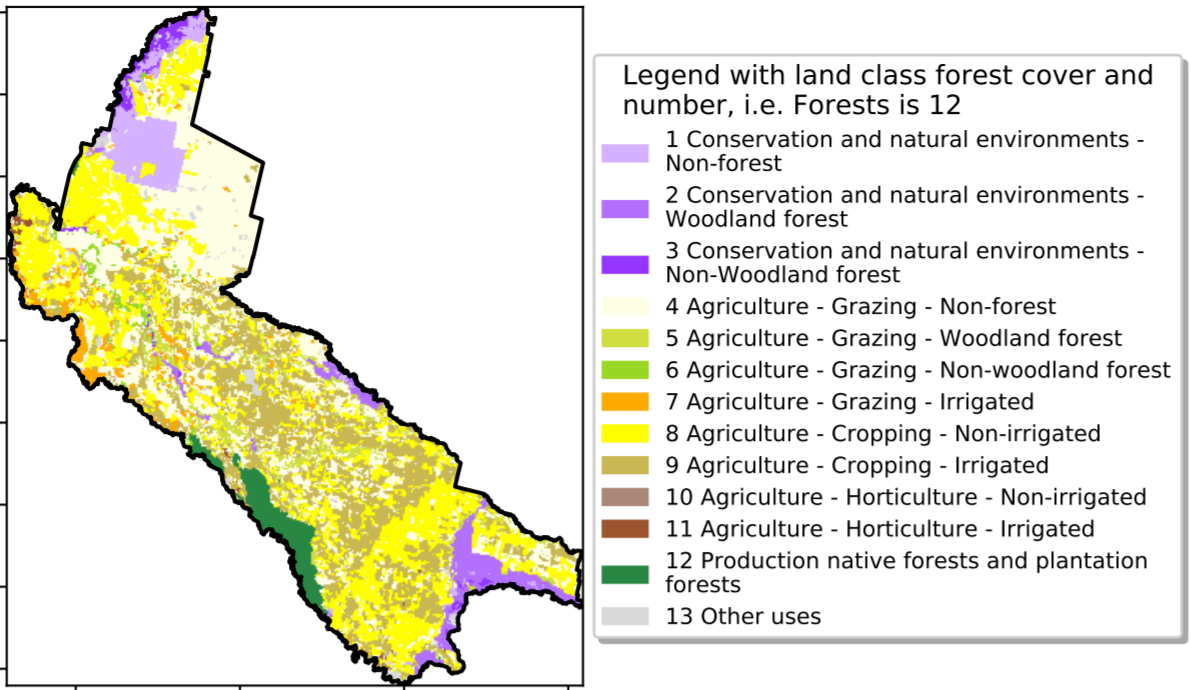 Legend with land class forest cover and
number, i.e. Forests is 12
1 Conservation and natural environments -
Non-forest
2 Conservation and natural environments -
Woodland forest
3 Conservation and natural environments -
Non-Woodland forest
4 Agriculture - Grazing - Non-forest
5 Agriculture - Grazing - Woodland forest
6 Agriculture - Grazing - Non-woodland forest
7 Agriculture - Grazing - Irrigated
8 Agriculture - Cropping - Non-irrigated
9 Agriculture - Cropping - Irrigated
10 Agriculture - Horticulture - Non-irrigated
11 Agriculture - Horticulture - Irrigated
12 Production native forests and plantation
forests
13 Other uses